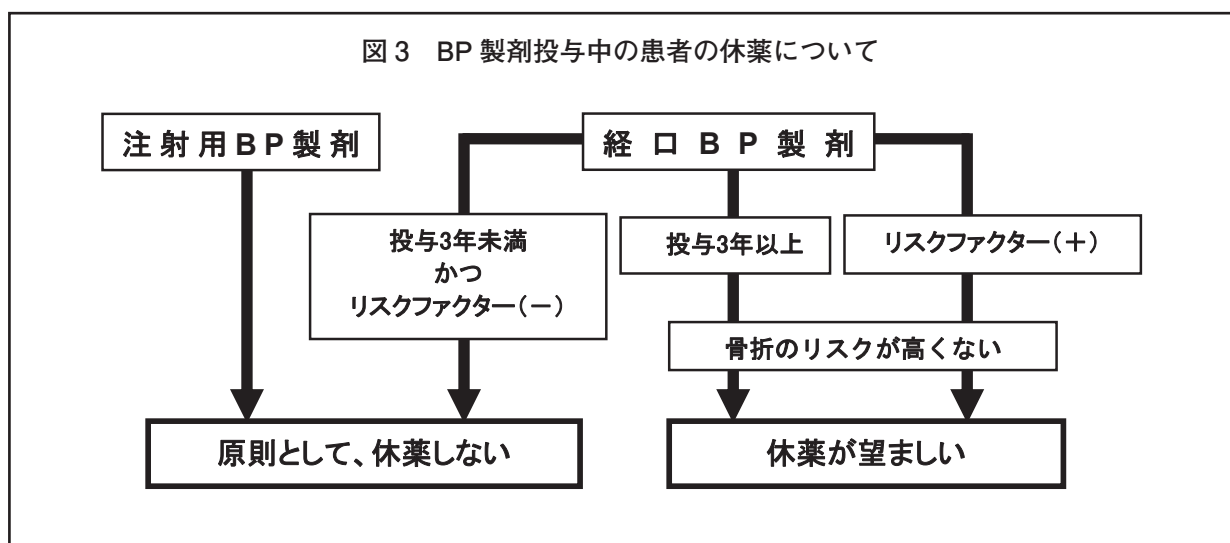 図3 BP製剤投与中の患者の休薬について
注射用BP製剤
経口BP製剤
投与3年未満
かつ
リスクファクター(-)
投与3年以上
リスクファクター(+)
骨折のリスクが高くない
原則として、休薬しない
休薬が望ましい